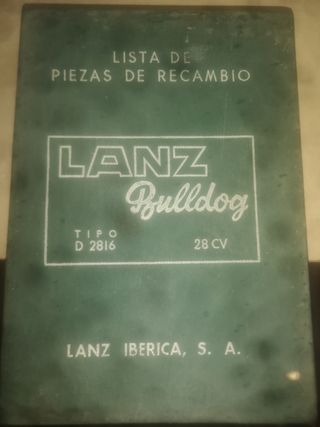 LISTA DE
PIEZAS DE RECAMBIO
LANZ
Bulldog
TIPO
D 2816 28 CV
LANZ IBERICA, S. A.